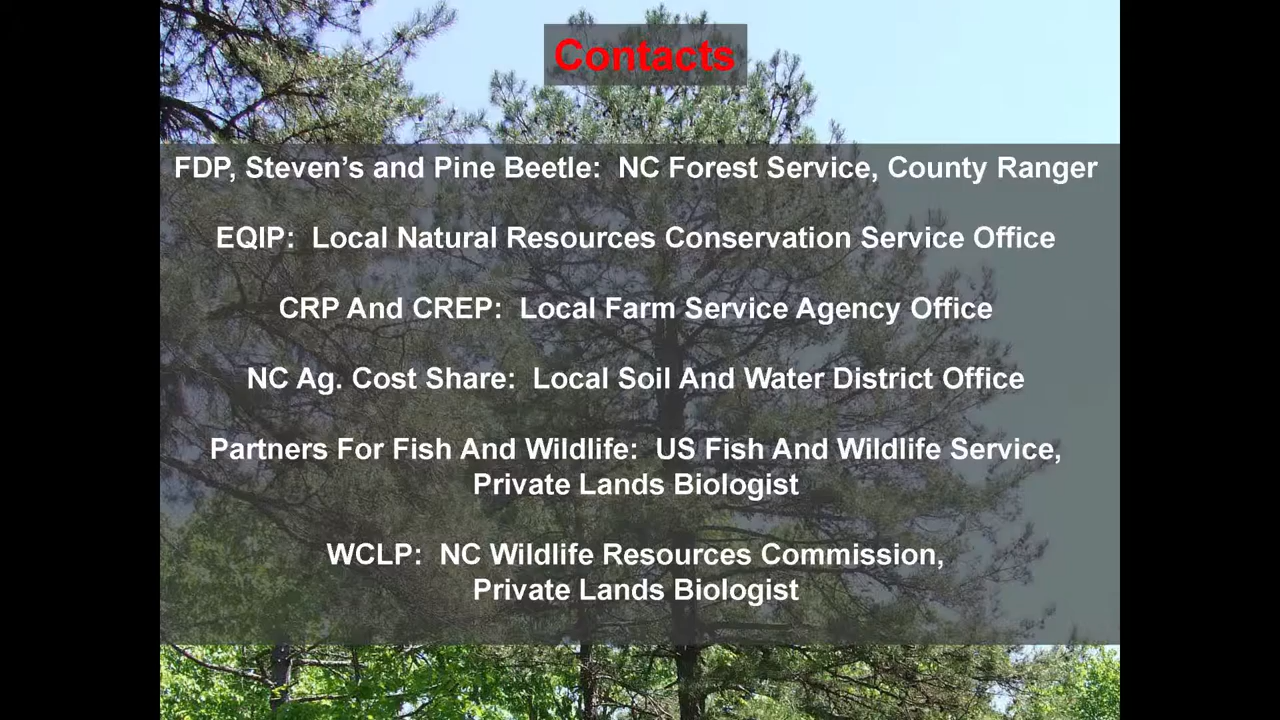 Contacts
FDP, Steven’s and Pine Beetle:  NC Forest Service, County Ranger
EQIP:  Local Natural Resources Conservation Service Office
CRP And CREP:  Local Farm Service Agency Office
NC Ag. Cost Share:  Local Soil And Water District Office
Partners For Fish And Wildlife:  US Fish And Wildlife Service,
Private Lands Biologist
WCLP:  NC Wildlife Resources Commission,
Private Lands Biologist